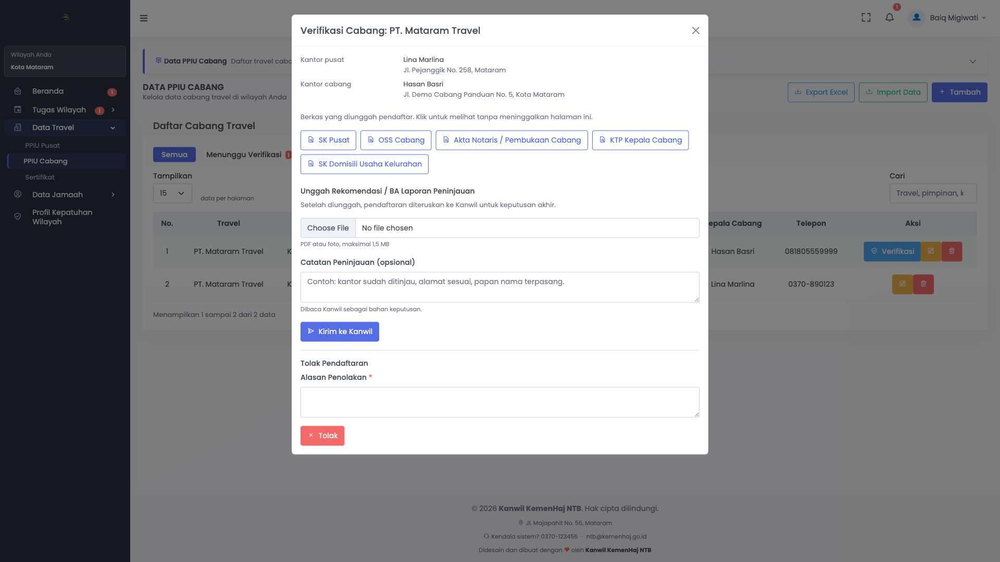 Wilayah Anda
Kota Mataram
Beranda 1
Tugas Wilayah 1
Data Travel
PPIU Pusat
PPIU Cabang
Sertifikat
Data Jamaah
Profil Kepatuhan
Wilayah
1
Baiq Migiwati
Data PPIU Cabang Daftar travel caba
DATA PPIU CABANG
Kelola data cabang travel di wilayah Anda
Export Excel
Import Data
Tambah
Daftar Cabang Travel
Semua
Menunggu Verifikasi 1
Tampilkan
15
data per halaman
Cari
Travel, pimpinan, k
No. Travel epala Cabang Telepon Aksi
1 PT. Mataram Travel K Hasan Basri 081805559999 Verifikasi
2 PT. Mataram Travel K Lina Marlina 0370-890123
Menampilkan 1 sampai 2 dari 2 data
Verifikasi Cabang: PT. Mataram Travel
Kantor pusat Lina Marlina
Jl. Pejanggik No. 258, Mataram
Kantor cabang Hasan Basri
Jl. Demo Cabang Panduan No. 5, Kota Mataram
Berkas yang diunggah pendaftar. Klik untuk melihat tanpa meninggalkan halaman ini.
SK Pusat
OSS Cabang
Akta Notaris / Pembukaan Cabang
KTP Kepala Cabang
SK Domisili Usaha Kelurahan
Unggah Rekomendasi / BA Laporan Peninjauan
Setelah diunggah, pendaftaran diteruskan ke Kanwil untuk keputusan akhir.
Choose File No file chosen
PDF atau foto, maksimal 1,5 MB
Catatan Peninjauan (opsional)
Contoh: kantor sudah ditinjau, alamat sesuai, papan nama terpasang.
Dibaca Kanwil sebagai bahan keputusan.
Kirim ke Kanwil
Tolak Pendaftaran
Alasan Penolakan *
Tolak
© 2026 Kanwil KemenHaj NTB. Hak cipta dilindungi.
Jl. Majapahit No. 56, Mataram
Kendala sistem? 0370-123456 · ntb@kemenhaj.go.id
Didesain dan dibuat dengan ♥ oleh Kanwil KemenHaj NTB